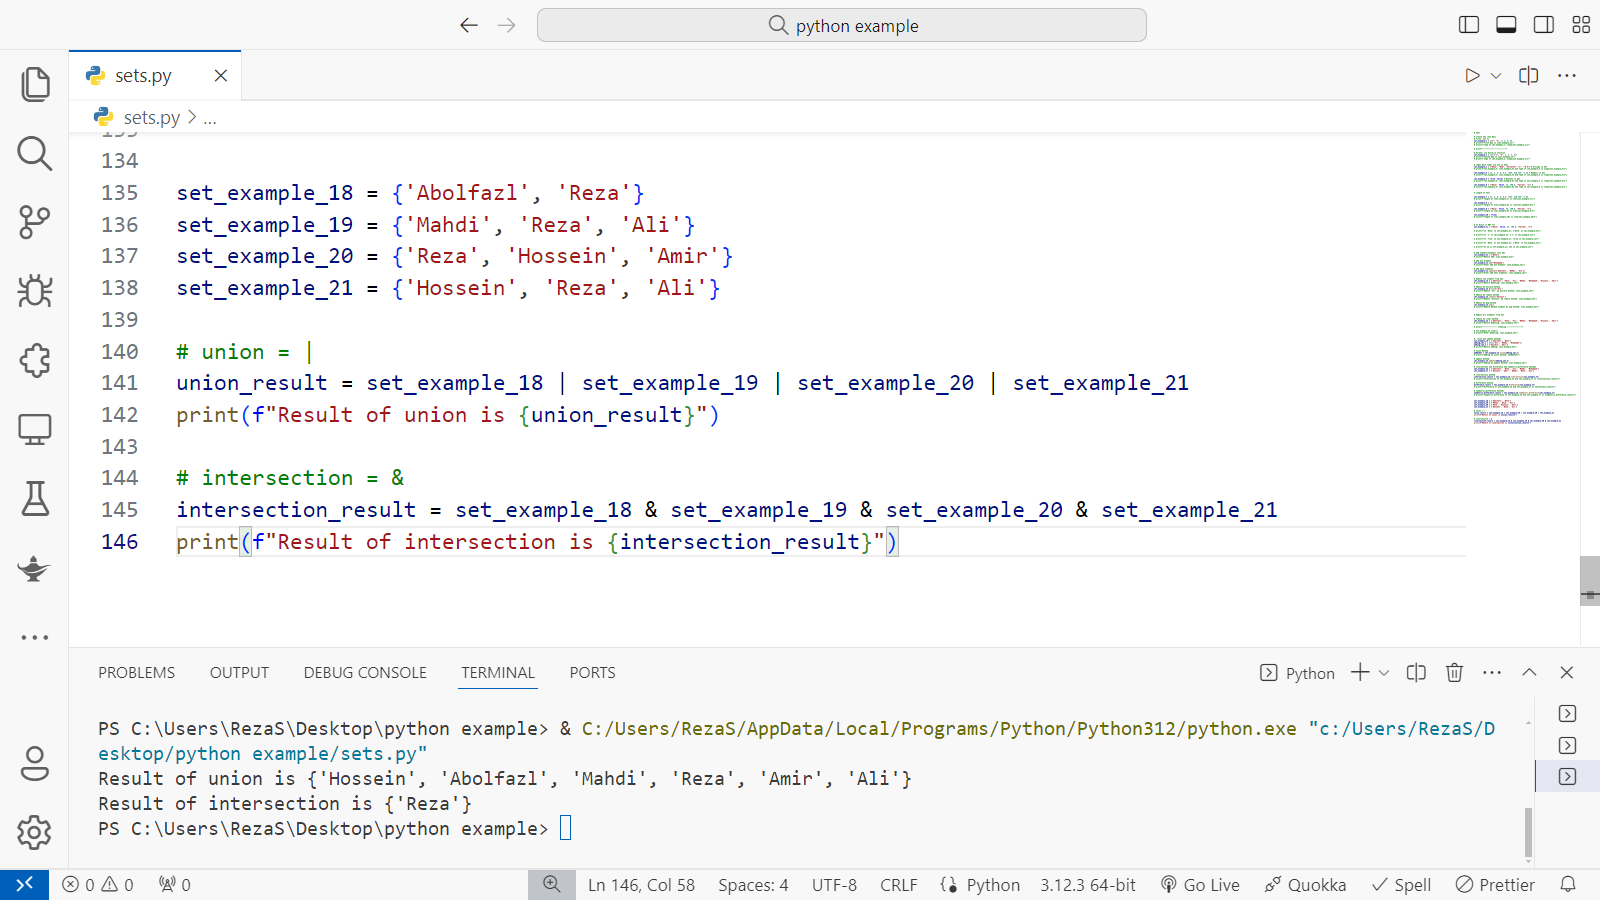 python example
sets.py
sets.py > ...
134
135 set_example_18 = {'Abolfazl', 'Reza'}
136 set_example_19 = {'Mahdi', 'Reza', 'Ali'}
137 set_example_20 = {'Reza', 'Hossein', 'Amir'}
138 set_example_21 = {'Hossein', 'Reza', 'Ali'}
139
140 # union = |
141 union_result = set_example_18 | set_example_19 | set_example_20 | set_example_21
142 print(f"Result of union is {union_result}")
143
144 # intersection = &
145 intersection_result = set_example_18 & set_example_19 & set_example_20 & set_example_21
146 print(f"Result of intersection is {intersection_result}")
PROBLEMS OUTPUT DEBUG CONSOLE TERMINAL PORTS Python
PS C:\Users\RezaS\Desktop\python example> & C:/Users/RezaS/AppData/Local/Programs/Python/Python312/python.exe "c:/Users/RezaS/D
esktop/python example/sets.py"
Result of union is {'Hossein', 'Abolfazl', 'Mahdi', 'Reza', 'Amir', 'Ali'}
Result of intersection is {'Reza'}
PS C:\Users\RezaS\Desktop\python example>
0 0 0 Ln 146, Col 58 Spaces: 4 UTF-8 CRLF Python 3.12.3 64-bit Go Live Quokka Spell Prettier